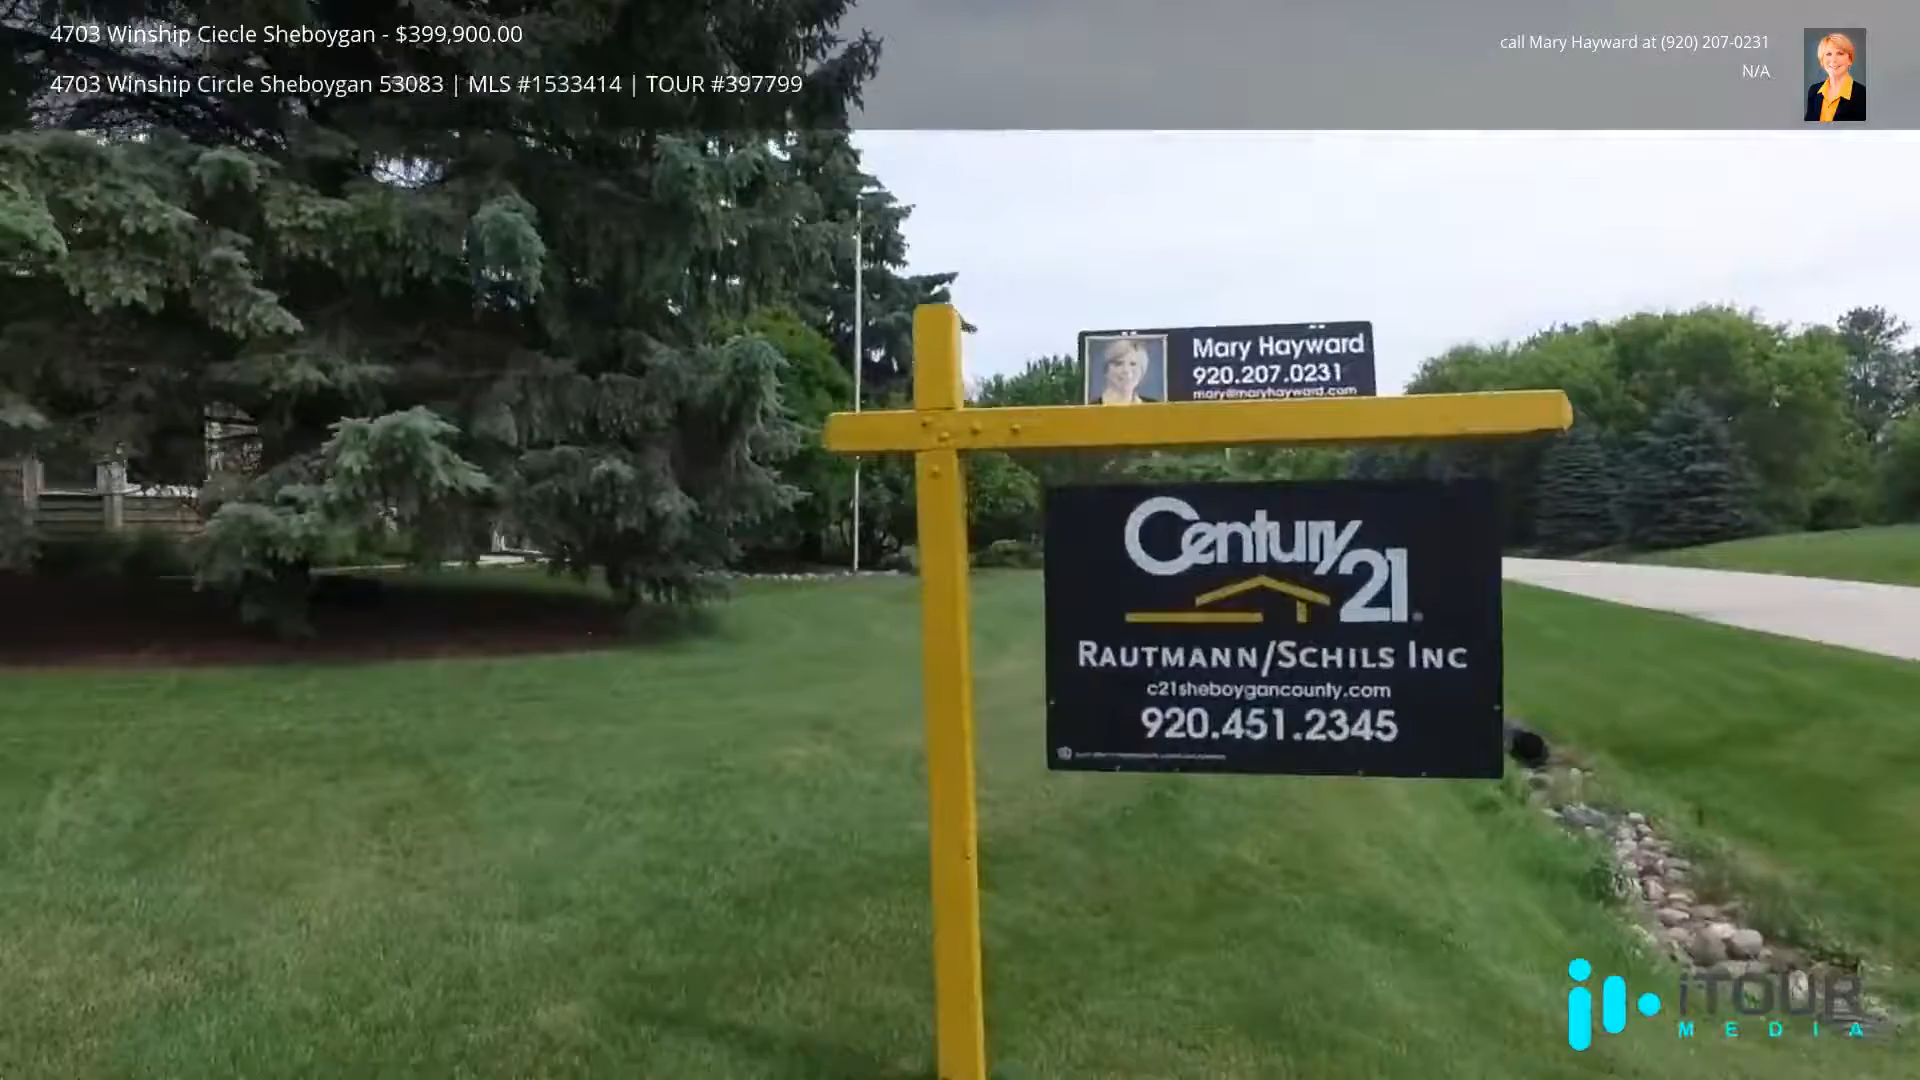 4703 Winship Ciecle Sheboygan - $399,900.00
4703 Winship Circle Sheboygan 53083 | MLS #1533414 | TOUR #397799
call Mary Hayward at (920) 207-0231
N/A
Mary Hayward
920.207.0231
mary@maryhayward.com
Century 21
RAUTMANN/SCHILS INC
c21sheboygancounty.com
920.451.2345
iTOUR
MEDIA